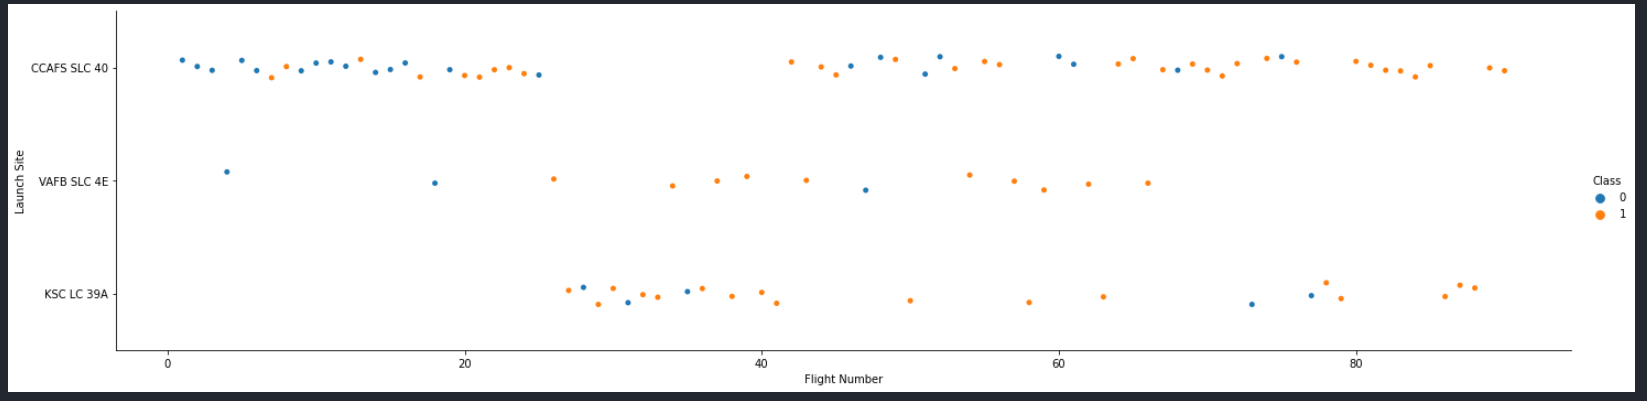 CCAFS SLC 40
VAFB SLC 4E
KSC LC 39A
Launch Site
0 20 40 60 80
Flight Number
Class
0
1